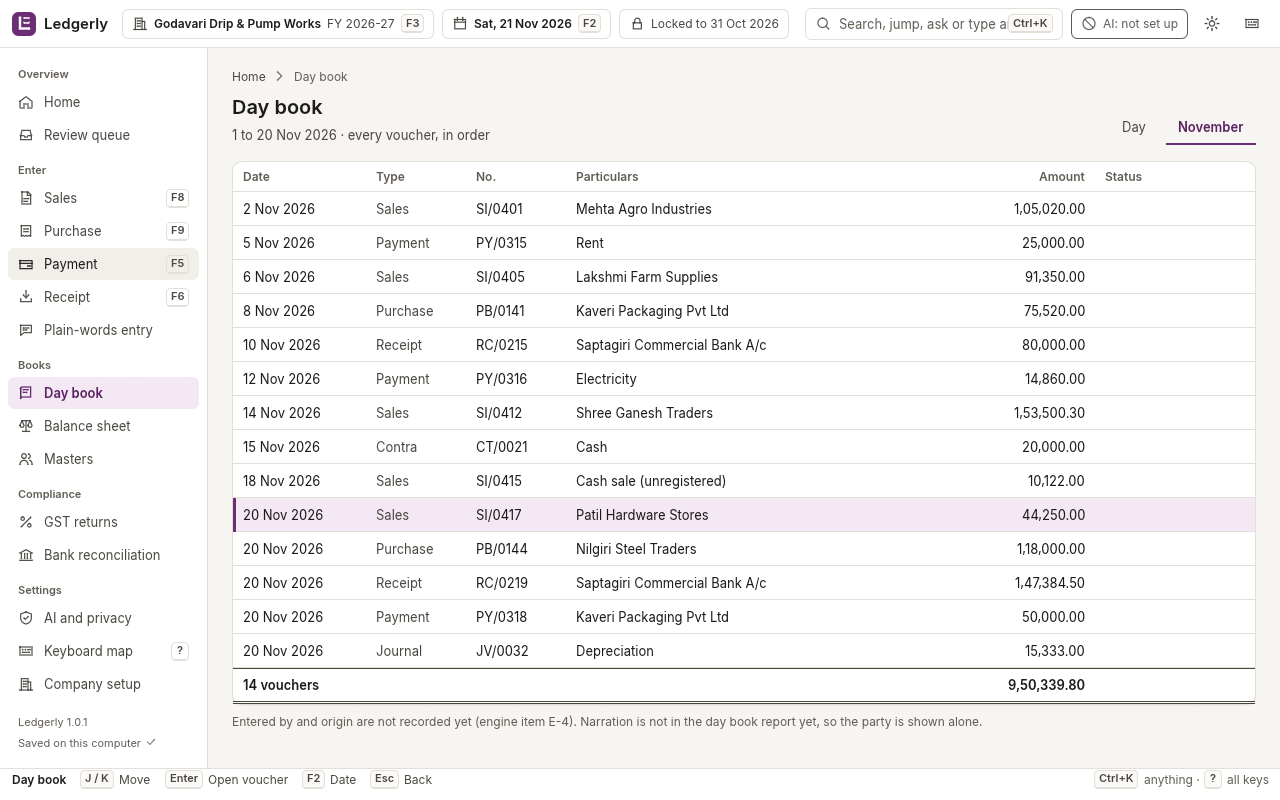 Ledgerly
Godavari Drip & Pump Works FY 2026-27 F3
Sat, 21 Nov 2026 F2
Locked to 31 Oct 2026
Search, jump, ask or type a Ctrl+K
AI: not set up
Overview
Home
Review queue
Enter
Sales F8
Purchase F9
Payment F5
Receipt F6
Plain-words entry
Books
Day book
Balance sheet
Masters
Compliance
GST returns
Bank reconciliation
Settings
AI and privacy
Keyboard map ?
Company setup
Ledgerly 1.0.1
Saved on this computer
Home Day book
Day book
1 to 20 Nov 2026 · every voucher, in order
Day November
Date Type No. Particulars Amount Status
2 Nov 2026 Sales SI/0401 Mehta Agro Industries 1,05,020.00
5 Nov 2026 Payment PY/0315 Rent 25,000.00
6 Nov 2026 Sales SI/0405 Lakshmi Farm Supplies 91,350.00
8 Nov 2026 Purchase PB/0141 Kaveri Packaging Pvt Ltd 75,520.00
10 Nov 2026 Receipt RC/0215 Saptagiri Commercial Bank A/c 80,000.00
12 Nov 2026 Payment PY/0316 Electricity 14,860.00
14 Nov 2026 Sales SI/0412 Shree Ganesh Traders 1,53,500.30
15 Nov 2026 Contra CT/0021 Cash 20,000.00
18 Nov 2026 Sales SI/0415 Cash sale (unregistered) 10,122.00
20 Nov 2026 Sales SI/0417 Patil Hardware Stores 44,250.00
20 Nov 2026 Purchase PB/0144 Nilgiri Steel Traders 1,18,000.00
20 Nov 2026 Receipt RC/0219 Saptagiri Commercial Bank A/c 1,47,384.50
20 Nov 2026 Payment PY/0318 Kaveri Packaging Pvt Ltd 50,000.00
20 Nov 2026 Journal JV/0032 Depreciation 15,333.00
14 vouchers 9,50,339.80
Entered by and origin are not recorded yet (engine item E-4). Narration is not in the day book report yet, so the party is shown alone.
Day book J / K Move Enter Open voucher F2 Date Esc Back
Ctrl+K anything · ? all keys